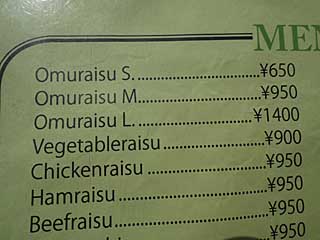 MEN
Omuraisu S. ¥650
Omuraisu M. ¥950
Omuraisu L. ¥1400
Vegetableraisu ¥900
Chickenraisu ¥950
Hamraisu ¥950
Beefraisu ¥950
¥950